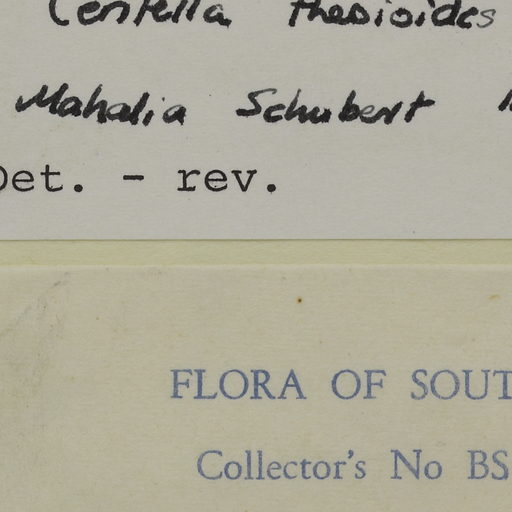 Centella thesioides
Mahalia Schubert
Det. - rev.
FLORA OF SOUT
Collector's No BS